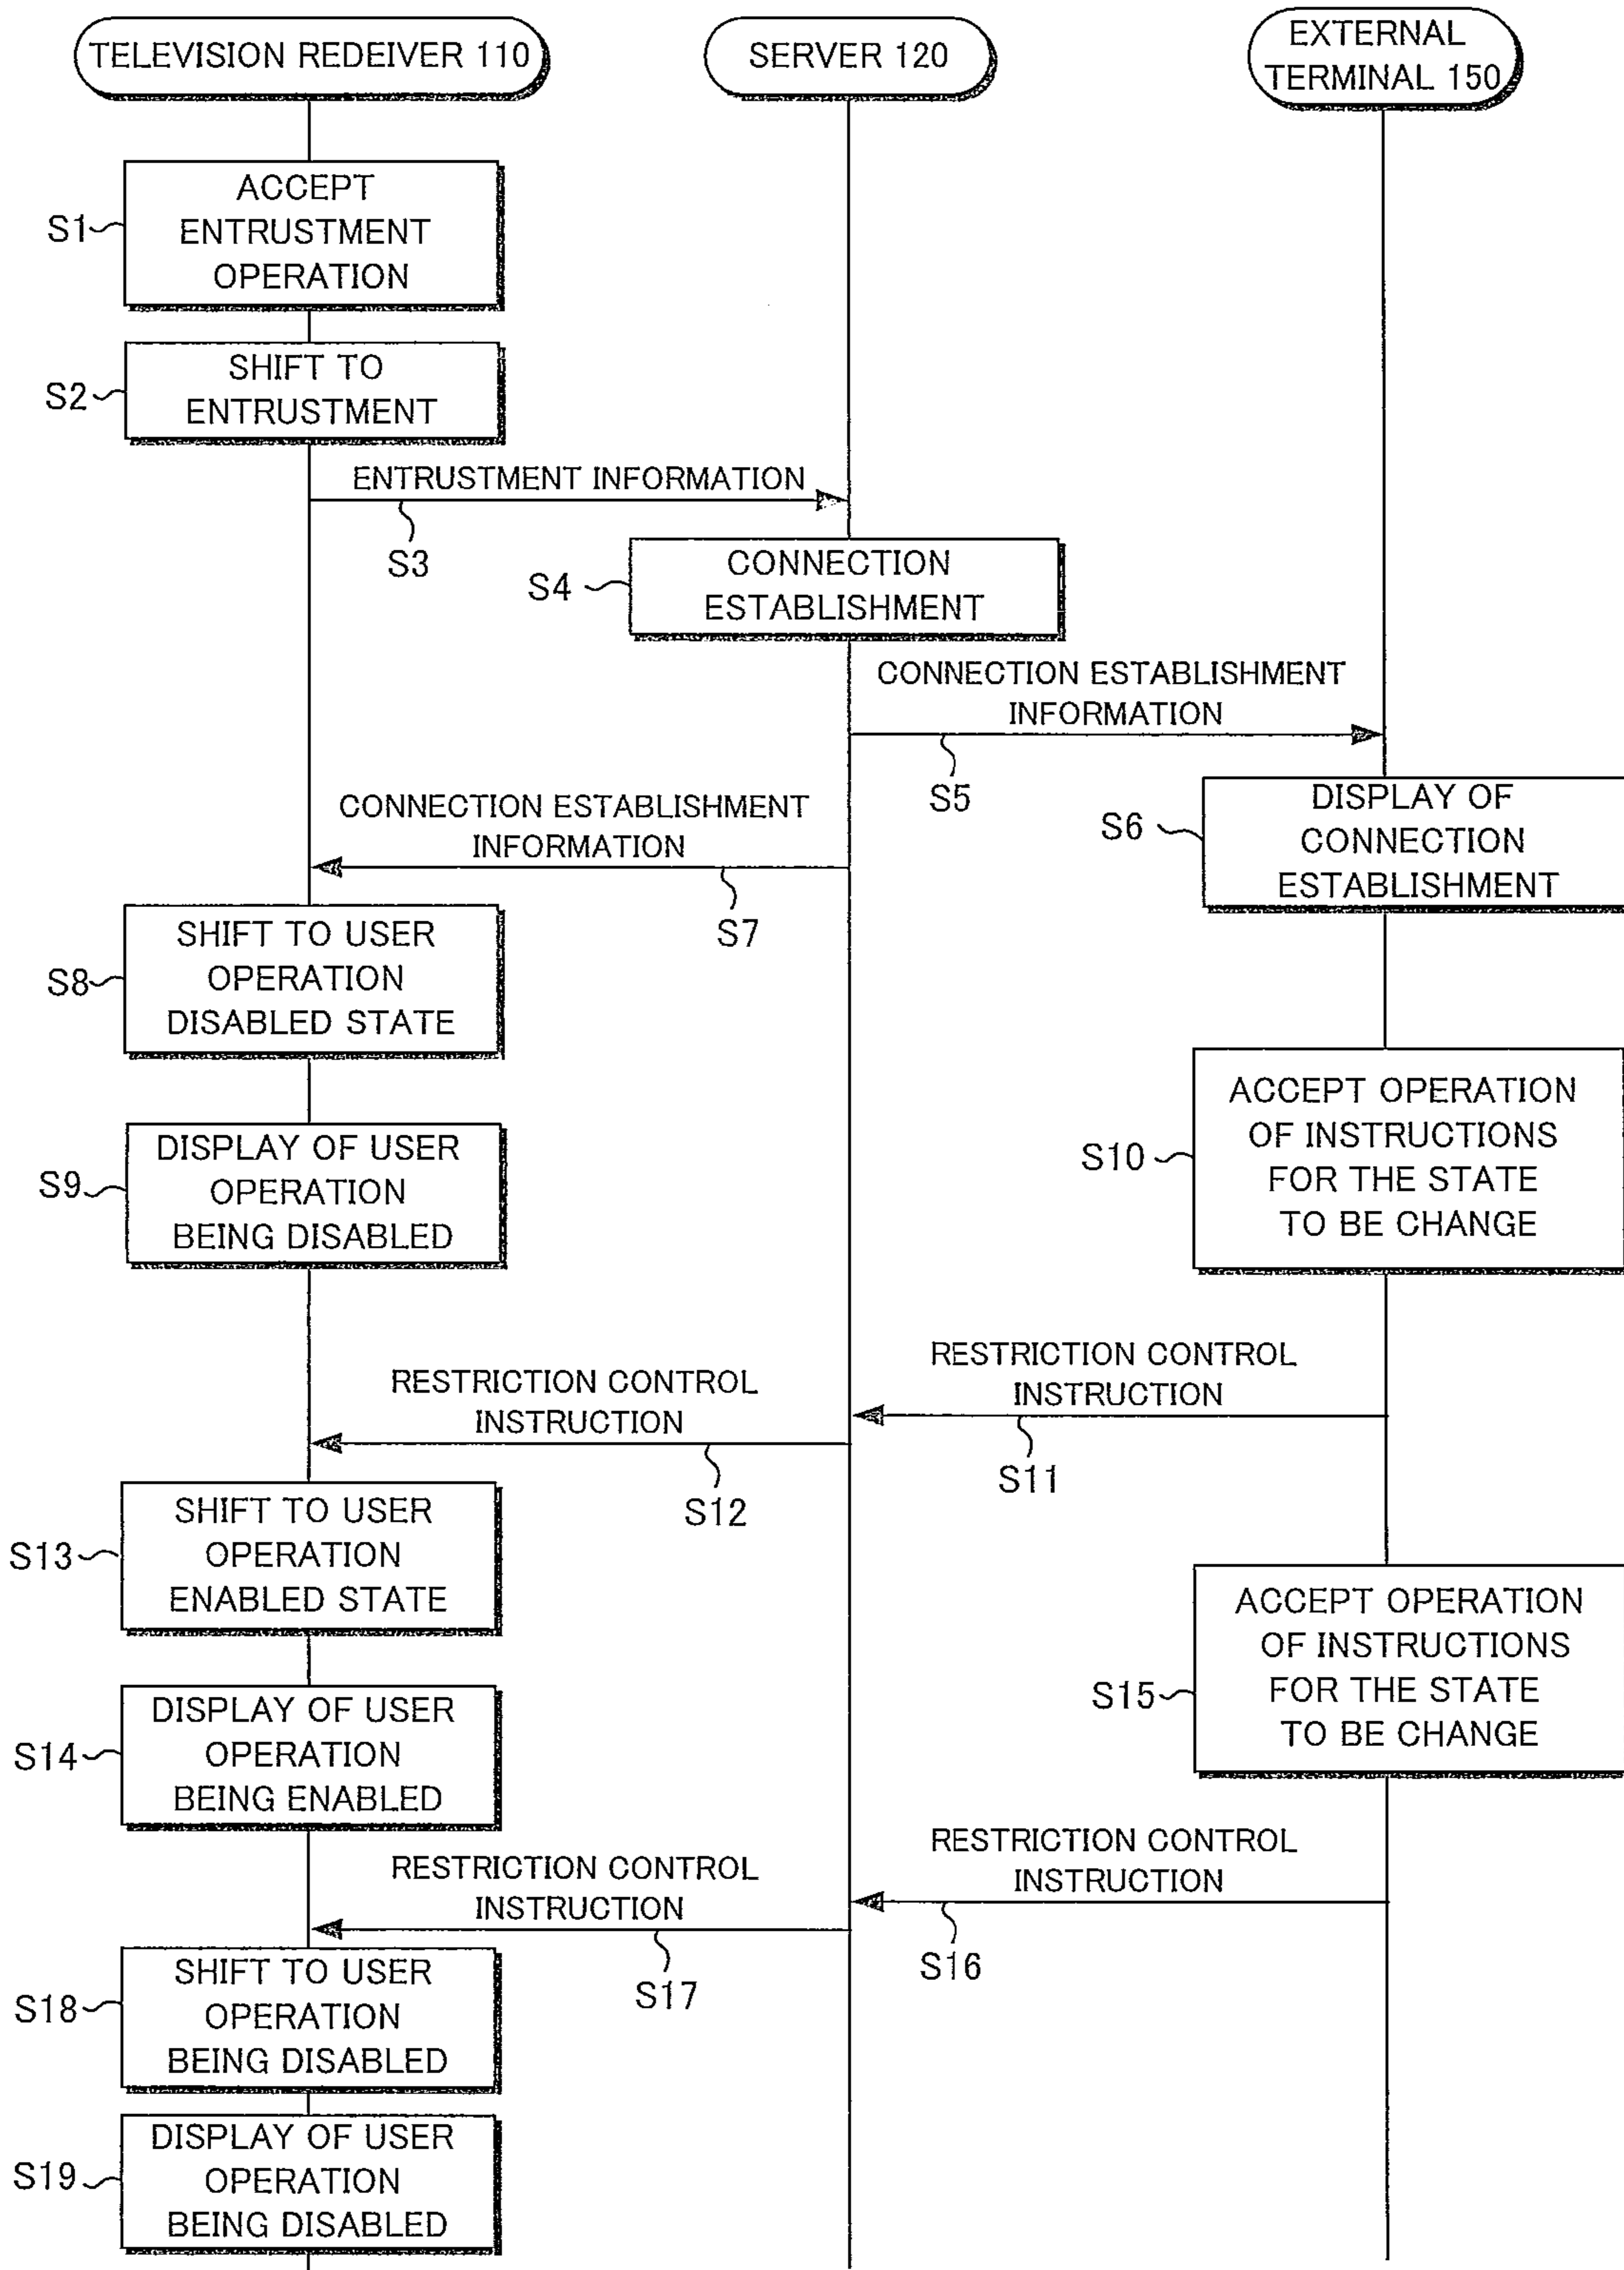 TELEVISION REDEIVER 110
SERVER 120
EXTERNAL
TERMINAL 150
S1
ACCEPT
ENTRUSTMENT
OPERATION
S2
SHIFT TO
ENTRUSTMENT
ENTRUSTMENT INFORMATION
S3
S4
CONNECTION
ESTABLISHMENT
CONNECTION ESTABLISHMENT
INFORMATION
S5
S6
DISPLAY OF
CONNECTION
ESTABLISHMENT
CONNECTION ESTABLISHMENT
INFORMATION
S7
S8
SHIFT TO USER
OPERATION
DISABLED STATE
S9
DISPLAY OF USER
OPERATION
BEING DISABLED
S10
ACCEPT OPERATION
OF INSTRUCTIONS
FOR THE STATE
TO BE CHANGE
RESTRICTION CONTROL
INSTRUCTION
S11
RESTRICTION CONTROL
INSTRUCTION
S12
S13
SHIFT TO USER
OPERATION
ENABLED STATE
S14
DISPLAY OF USER
OPERATION
BEING ENABLED
S15
ACCEPT OPERATION
OF INSTRUCTIONS
FOR THE STATE
TO BE CHANGE
RESTRICTION CONTROL
INSTRUCTION
S16
RESTRICTION CONTROL
INSTRUCTION
S17
S18
SHIFT TO USER
OPERATION
BEING DISABLED
S19
DISPLAY OF USER
OPERATION
BEING DISABLED